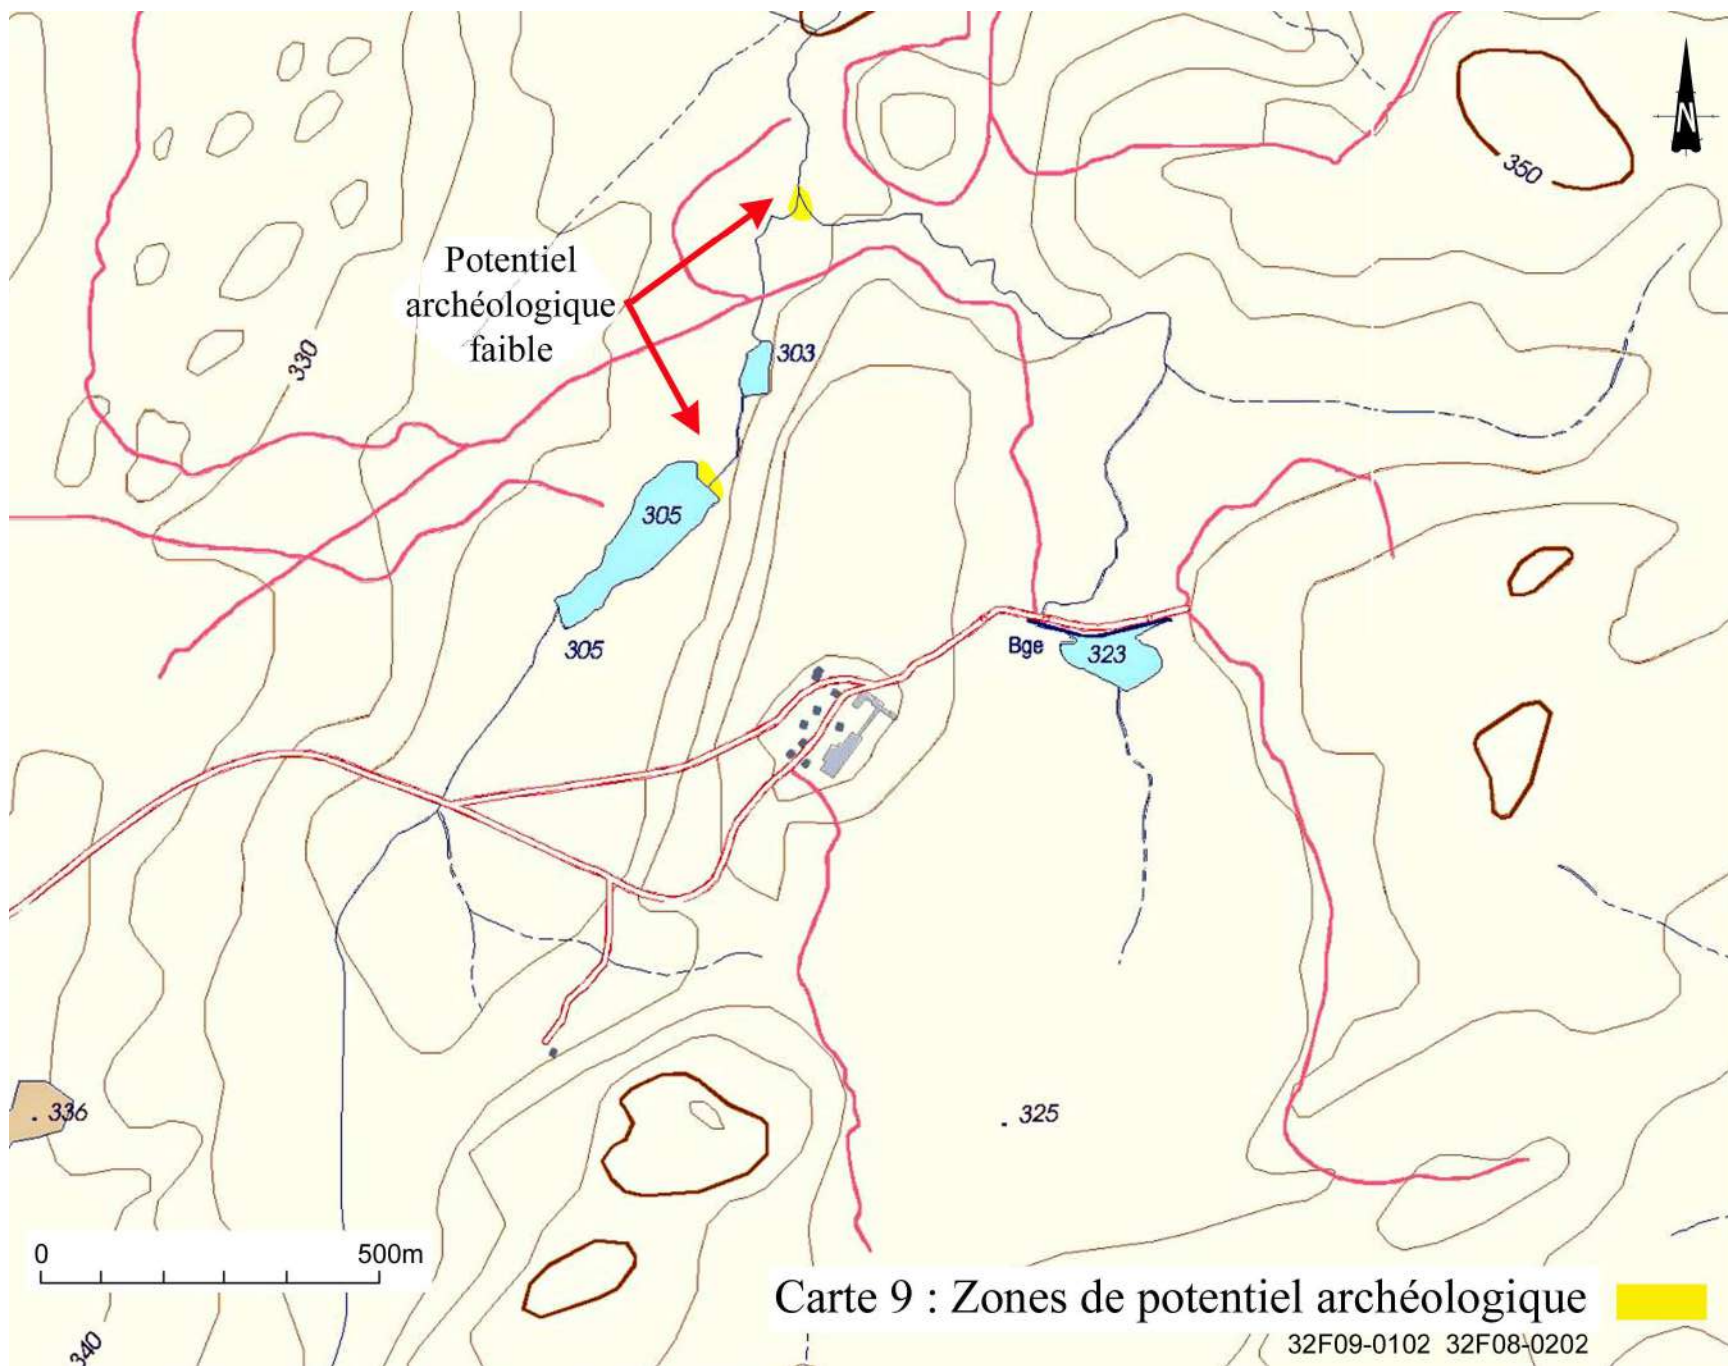 N
350
Potentiel
archéologique
faible
330
303
305
305
Bge
323
336
325
0 500m
340
Carte 9 : Zones de potentiel archéologique
32F09-0102 32F08-0202